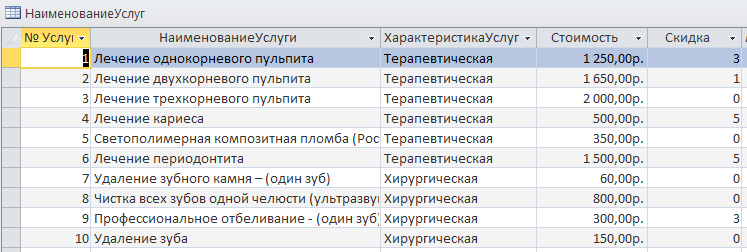 НаименованиеУслуг
№ Услуг НаименованиеУслуги ХарактеристикаУслуг Стоимость Скидка
1 Лечение однокорневого пульпита Терапевтическая 1 250,00р. 3
2 Лечение двухкорневого пульпита Терапевтическая 1 650,00р. 1
3 Лечение трехкорневого пульпита Терапевтическая 2 000,00р. 0
4 Лечение кариеса Терапевтическая 500,00р. 5
5 Светополимерная композитная пломба (Рос Терапевтическая 350,00р. 0
6 Лечение периодонтита Терапевтическая 1 500,00р. 5
7 Удаление зубного камня – (один зуб) Хирургическая 60,00р. 0
8 Чистка всех зубов одной челюсти (ультразву Хирургическая 800,00р. 0
9 Профессиональное отбеливание - (один зуб) Хирургическая 300,00р. 3
10 Удаление зуба Хирургическая 150,00р. 0